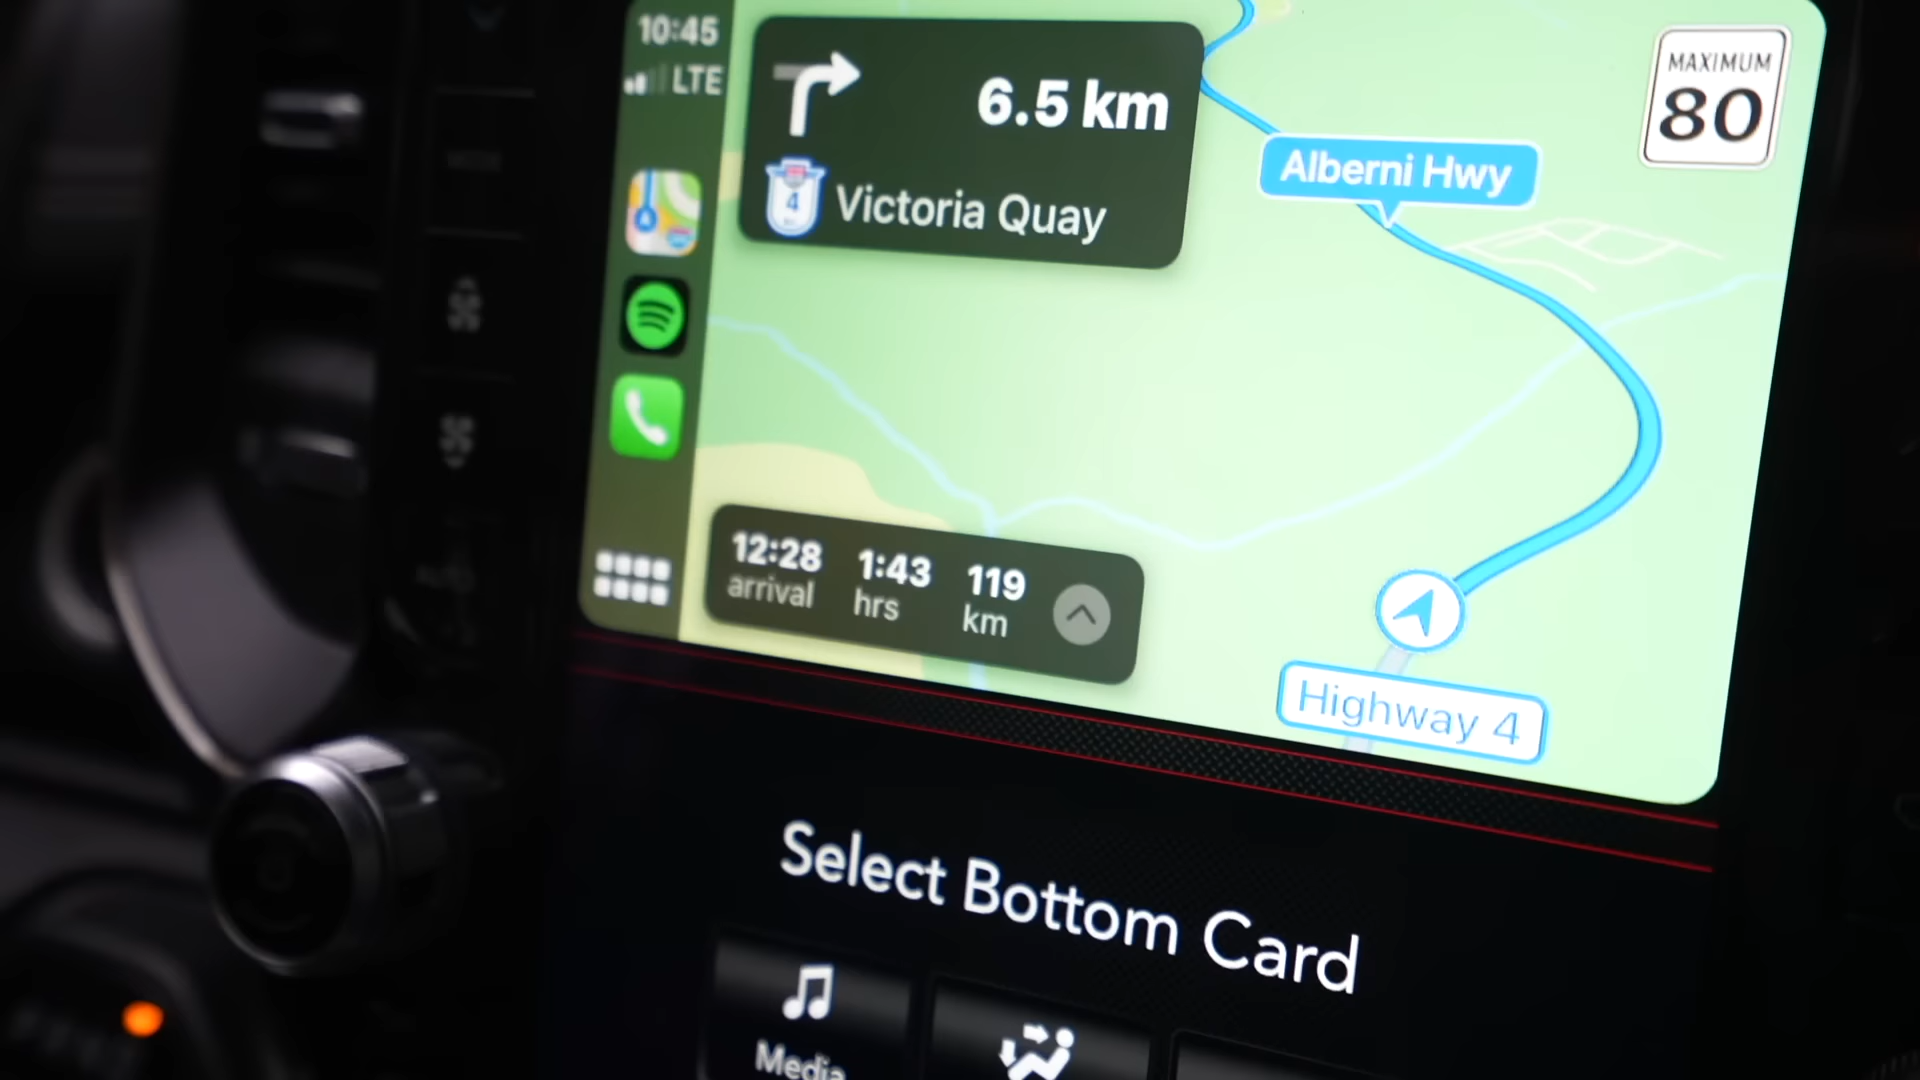 10:45
LTE
6.5 km
4
Victoria Quay
Alberni Hwy
MAXIMUM
80
12:28
arrival
1:43
hrs
119
km
Highway 4
Select Bottom Card
Media